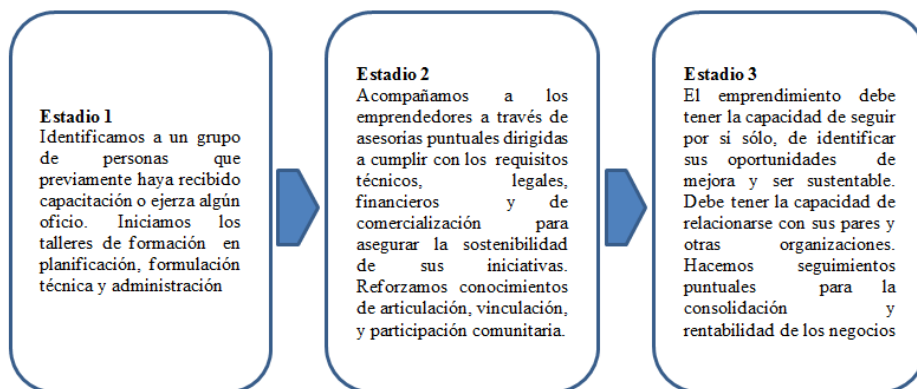 Estadio 1
Identificamos a un grupo
de personas que
previamente haya recibido
capacitación o ejerza algún
oficio. Iniciamos los
talleres de formación en
planificación, formulación
técnica y administración
Estadio 2
Acompañamos a los
emprendedores a través de
asesorias puntuales dirigidas
a cumplir con los requisitos
técnicos, legales,
financieros y de
comercialización para
asegurar la sostenibilidad
de sus iniciativas.
Reforzamos conocimientos
de articulación, vinculación,
y participación comunitaria.
Estadio 3
El emprendimiento debe
tener la capacidad de seguir
por si sólo, de identificar
sus oportunidades de
mejora y ser sustentable.
Debe tener la capacidad de
relacionarse con sus pares y
otras organizaciones.
Hacemos seguimientos
puntuales para la
consolidación y
rentabilidad de los negocios